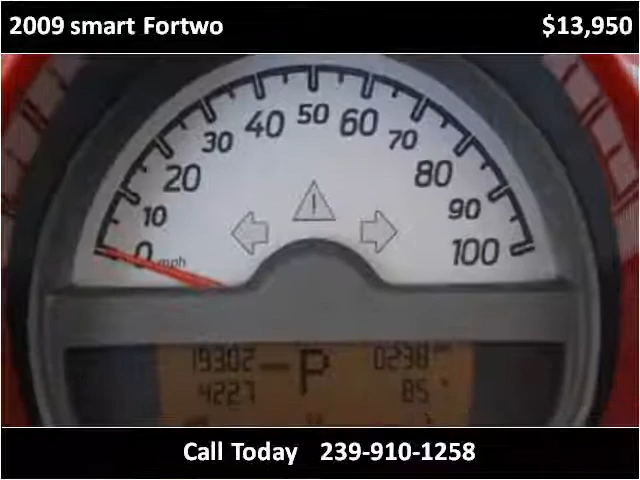 2009 smart Fortwo $13,950
0 10 20 30 40 50 60 70 80 90 100
mph
19302 P 0238
4227 85
Call Today 239-910-1258